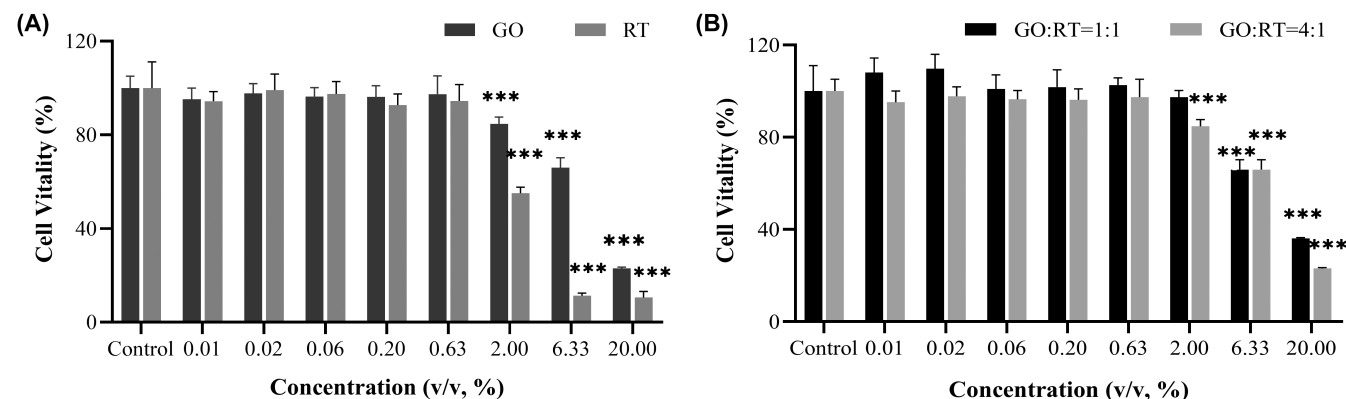 (A)
GO RT
120
80
40
0
Cell Vitality (%)
***
***
***
***
***
***
Control 0.01 0.02 0.06 0.20 0.63 2.00 6.33 20.00
Concentration (v/v, %)
(B)
GO:RT=1:1 GO:RT=4:1
120
80
40
0
Cell Vitality (%)
***
***
***
***
***
Control 0.01 0.02 0.06 0.20 0.63 2.00 6.33 20.00
Concentration (v/v, %)